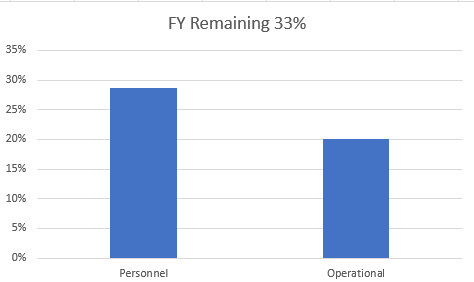 FY Remaining 33%
35%
30%
25%
20%
15%
10%
5%
0%
Personnel
Operational